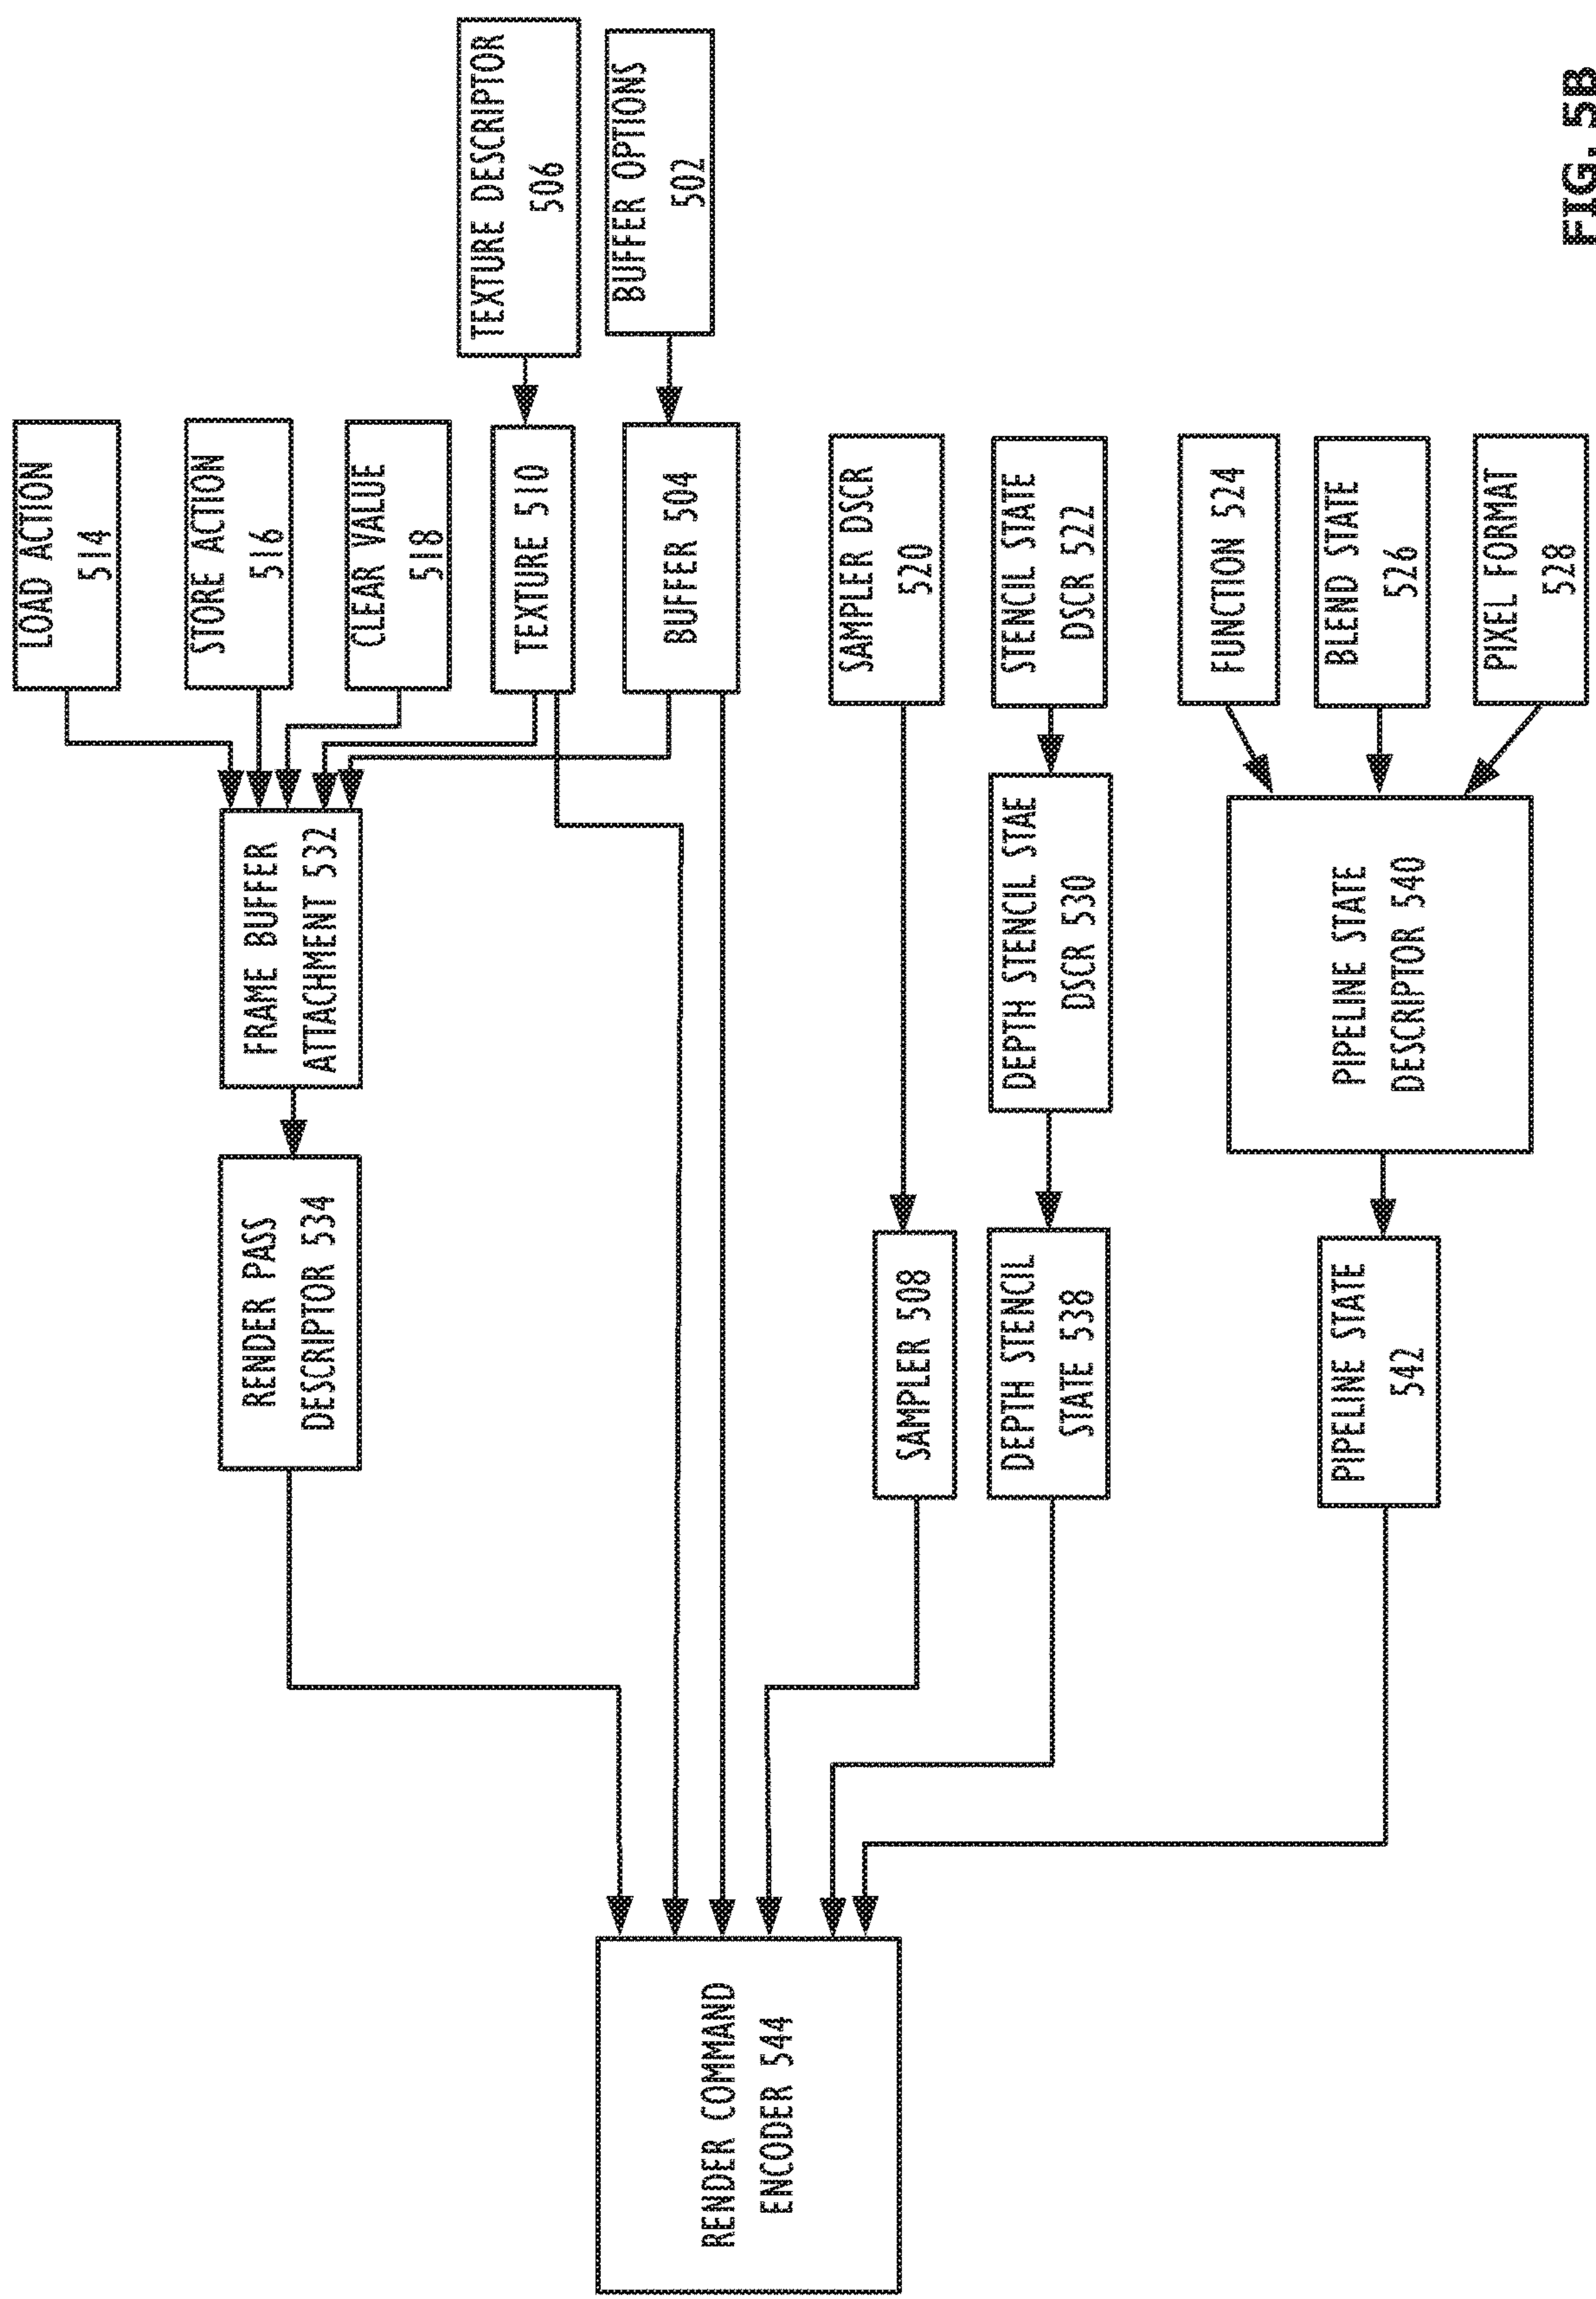 LOAD ACTION
514
STORE ACTION
516
CLEAR VALUE
518
TEXTURE DESCRIPTOR
506
TEXTURE 510
BUFFER OPTIONS
502
BUFFER 504
FRAME BUFFER
ATTACHMENT 532
RENDER PASS
DESCRIPTOR 534
SAMPLER DSCR
520
SAMPLER 508
STENCIL STATE
DSCR 522
DEPTH STENCIL STAE
DSCR 530
DEPTH STENCIL
STATE 538
FUNCTION 524
BLEND STATE
526
PIXEL FORMAT
528
PIPELINE STATE
DESCRIPTOR 540
PIPELINE STATE
542
RENDER COMMAND
ENCODER 544
FIG. 5B